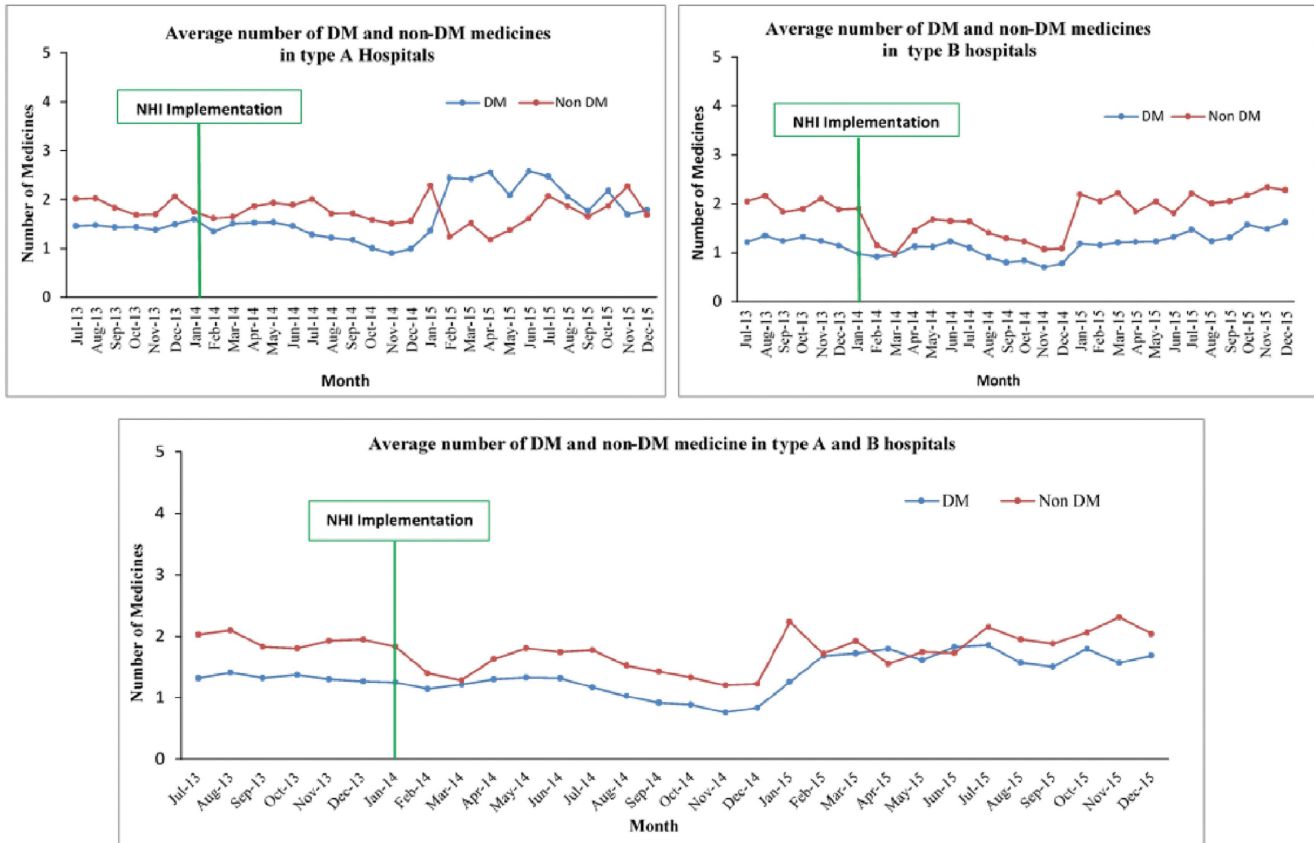 Average number of DM and non-DM medicines
in type A Hospitals
5
4
3
2
1
0
Number of Medicines
NHI Implementation
DM
Non DM
Jul-13
Aug-13
Sep-13
Oct-13
Nov-13
Dec-13
Jan-14
Feb-14
Mar-14
Apr-14
May-14
Jun-14
Jul-14
Aug-14
Sep-14
Oct-14
Nov-14
Dec-14
Jan-15
Feb-15
Mar-15
Apr-15
May-15
Jun-15
Jul-15
Aug-15
Sep-15
Oct-15
Nov-15
Dec-15
Month
Average number of DM and non-DM medicines
in type B hospitals
5
4
3
2
1
0
Number of Medicines
NHI Implementation
DM
Non DM
Jul-13
Aug-13
Sep-13
Oct-13
Nov-13
Dec-13
Jan-14
Feb-14
Mar-14
Apr-14
May-14
Jun-14
Jul-14
Aug-14
Sep-14
Oct-14
Nov-14
Dec-14
Jan-15
Feb-15
Mar-15
Apr-15
May-15
Jun-15
Jul-15
Aug-15
Sep-15
Oct-15
Nov-15
Dec-15
Month
Average number of DM and non-DM medicine in type A and B hospitals
5
4
3
2
1
0
Number of Medicines
NHI Implementation
DM
Non DM
Jul-13
Aug-13
Sep-13
Oct-13
Nov-13
Dec-13
Jan-14
Feb-14
Mar-14
Apr-14
May-14
Jun-14
Jul-14
Aug-14
Sep-14
Oct-14
Nov-14
Dec-14
Jan-15
Feb-15
Mar-15
Apr-15
May-15
Jun-15
Jul-15
Aug-15
Sep-15
Oct-15
Nov-15
Dec-15
Month